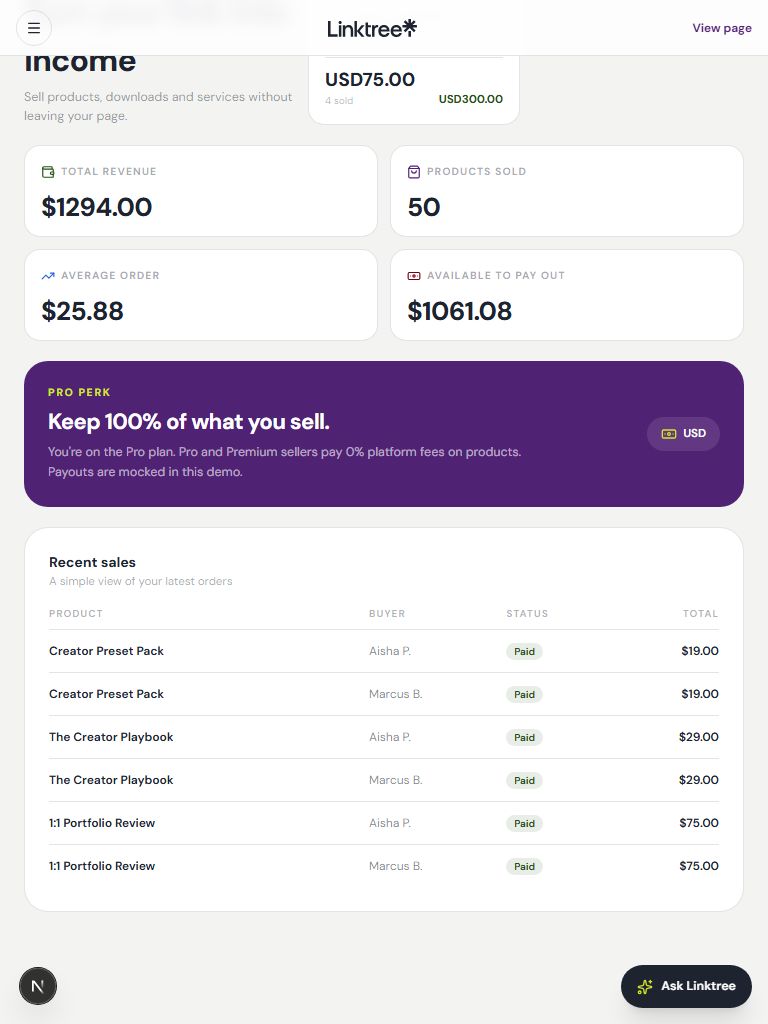 Linktree
View page
income
Sell products, downloads and services without
leaving your page.
USD75.00
4 sold
USD300.00
TOTAL REVENUE
$1294.00
PRODUCTS SOLD
50
AVERAGE ORDER
$25.88
AVAILABLE TO PAY OUT
$1061.08
PRO PERK
Keep 100% of what you sell.
You're on the Pro plan. Pro and Premium sellers pay 0% platform fees on products.
Payouts are mocked in this demo.
USD
Recent sales
A simple view of your latest orders
PRODUCT BUYER STATUS TOTAL
Creator Preset Pack Aisha P. Paid $19.00
Creator Preset Pack Marcus B. Paid $19.00
The Creator Playbook Aisha P. Paid $29.00
The Creator Playbook Marcus B. Paid $29.00
1:1 Portfolio Review Aisha P. Paid $75.00
1:1 Portfolio Review Marcus B. Paid $75.00
N
Ask Linktree